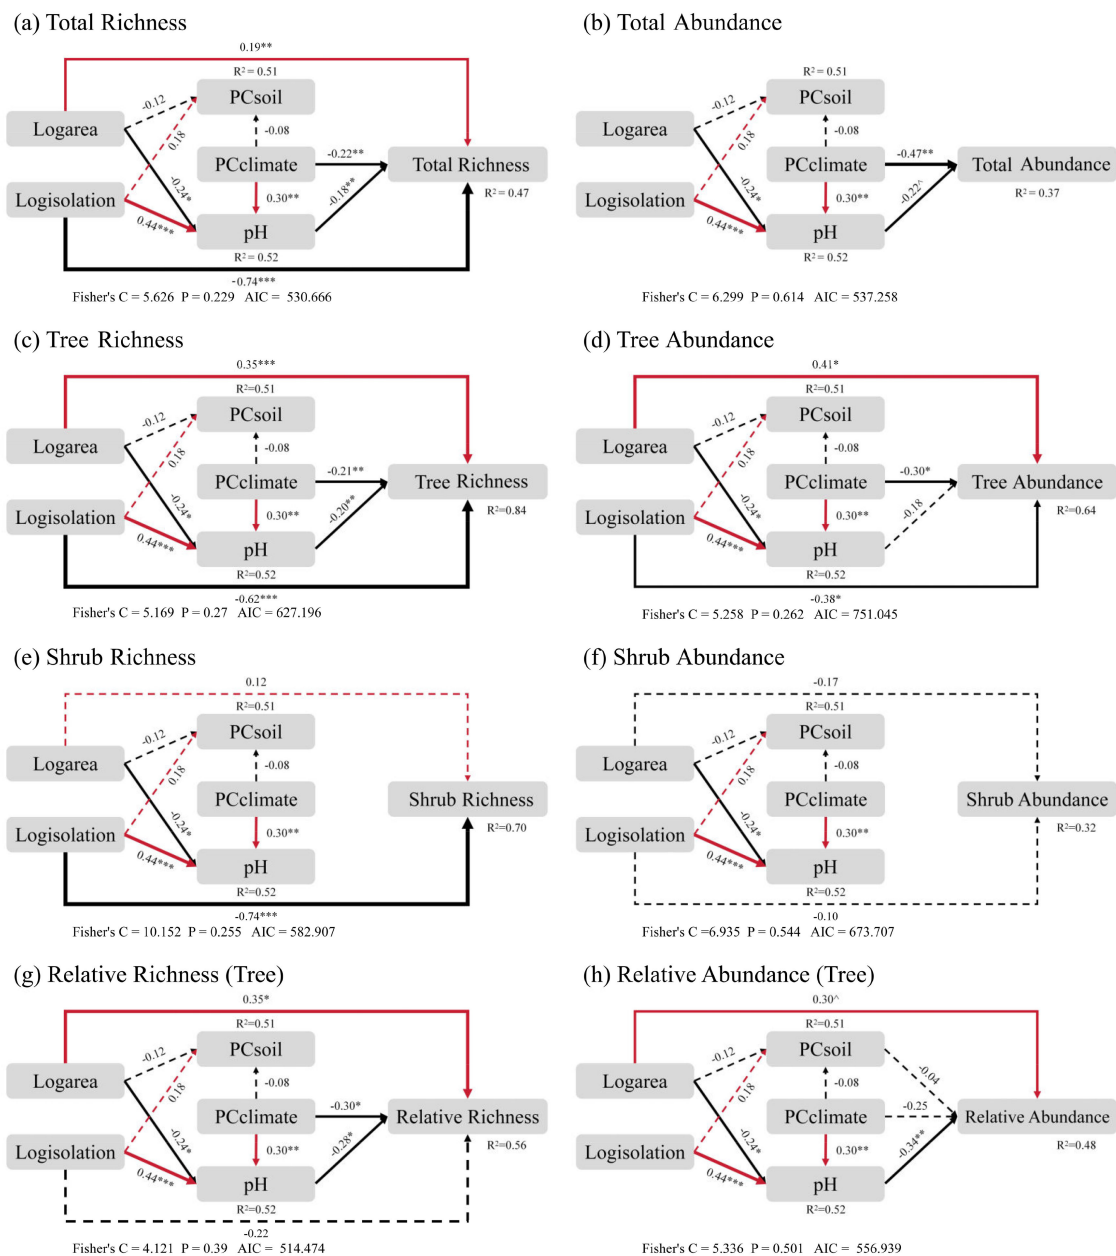 (a) Total Richness
0.19**
R² = 0.51
PCsoil
-0.12
Logarea
0.18
-0.08
PCclimate
-0.22**
Total Richness
R² = 0.47
-0.24*
0.30**
-0.18**
Logisolation
0.44***
pH
R² = 0.52
-0.74***
Fisher's C = 5.626 P = 0.229 AIC = 530.666
(b) Total Abundance
R² = 0.51
PCsoil
-0.12
Logarea
0.18
-0.08
PCclimate
-0.47**
Total Abundance
R² = 0.37
-0.24*
0.30**
-0.22^
Logisolation
0.44***
pH
R² = 0.52
Fisher's C = 6.299 P = 0.614 AIC = 537.258
(c) Tree Richness
0.35***
R²=0.51
PCsoil
-0.12
Logarea
0.18
-0.08
PCclimate
-0.21**
Tree Richness
R²=0.84
-0.24*
0.30**
-0.20**
Logisolation
0.44***
pH
R²=0.52
-0.62***
Fisher's C = 5.169 P = 0.27 AIC = 627.196
(d) Tree Abundance
0.41*
R²=0.51
PCsoil
-0.12
Logarea
0.18
-0.08
PCclimate
-0.30*
Tree Abundance
R²=0.64
-0.24*
0.30**
-0.18
Logisolation
0.44***
pH
R²=0.52
-0.38*
Fisher's C = 5.258 P = 0.262 AIC = 751.045
(e) Shrub Richness
0.12
R²=0.51
PCsoil
-0.12
Logarea
0.18
-0.08
PCclimate
Shrub Richness
R²=0.70
-0.24*
0.30**
Logisolation
0.44***
pH
R²=0.52
-0.74***
Fisher's C = 10.152 P = 0.255 AIC = 582.907
(f) Shrub Abundance
-0.17
R²=0.51
PCsoil
-0.12
Logarea
0.18
-0.08
PCclimate
Shrub Abundance
R²=0.32
-0.24*
0.30**
Logisolation
0.44***
pH
R²=0.52
-0.10
Fisher's C =6.935 P = 0.544 AIC = 673.707
(g) Relative Richness (Tree)
0.35*
R²=0.51
PCsoil
-0.12
Logarea
0.18
-0.08
PCclimate
-0.30*
Relative Richness
R²=0.56
-0.24*
0.30**
-0.28*
Logisolation
0.44***
pH
R²=0.52
-0.22
Fisher's C = 4.121 P = 0.39 AIC = 514.474
(h) Relative Abundance (Tree)
0.30^
R²=0.51
PCsoil
-0.12
-0.04
Logarea
0.18
-0.08
PCclimate
-0.25
Relative Abundance
R²=0.48
-0.24*
0.30**
-0.34**
Logisolation
0.44***
pH
R²=0.52
Fisher's C = 5.336 P = 0.501 AIC = 556.939